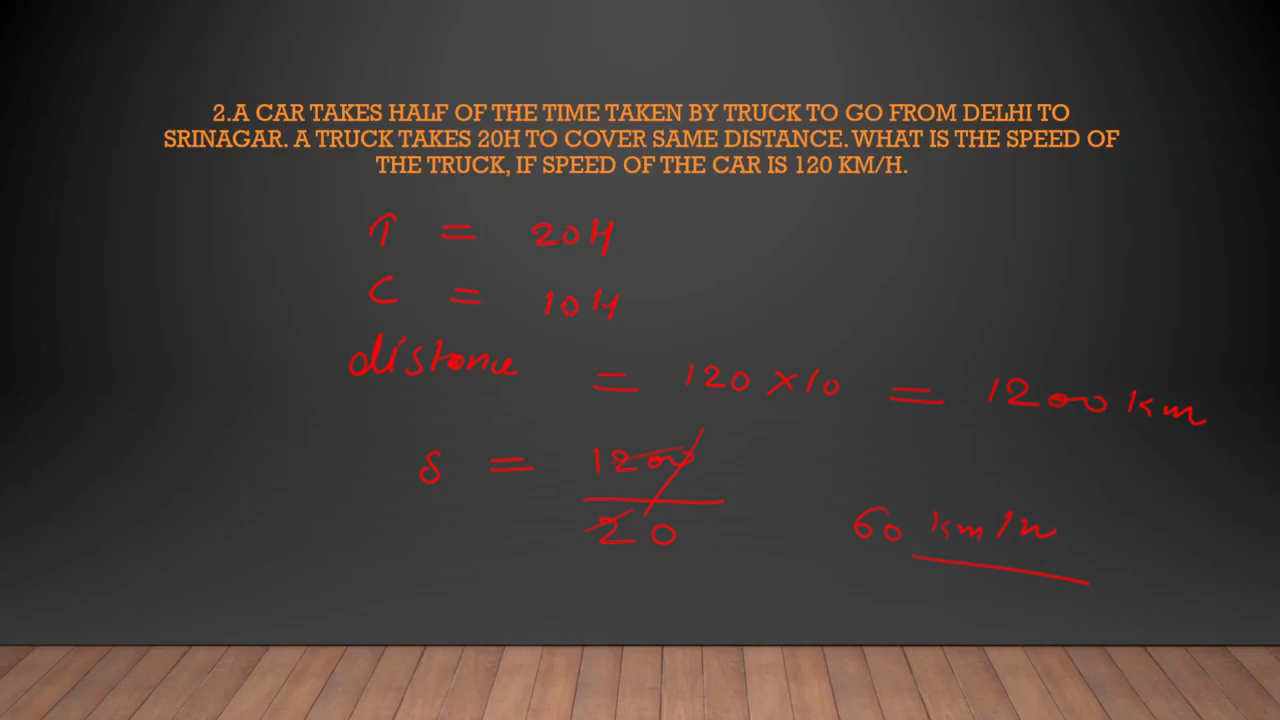 2.A CAR TAKES HALF OF THE TIME TAKEN BY TRUCK TO GO FROM DELHI TO
SRINAGAR. A TRUCK TAKES 20H TO COVER SAME DISTANCE. WHAT IS THE SPEED OF
THE TRUCK, IF SPEED OF THE CAR IS 120 KM/H.
T = 20H
C = 10H
distance = 120 × 10 = 1200 km
S = 1200
20
60 km/h